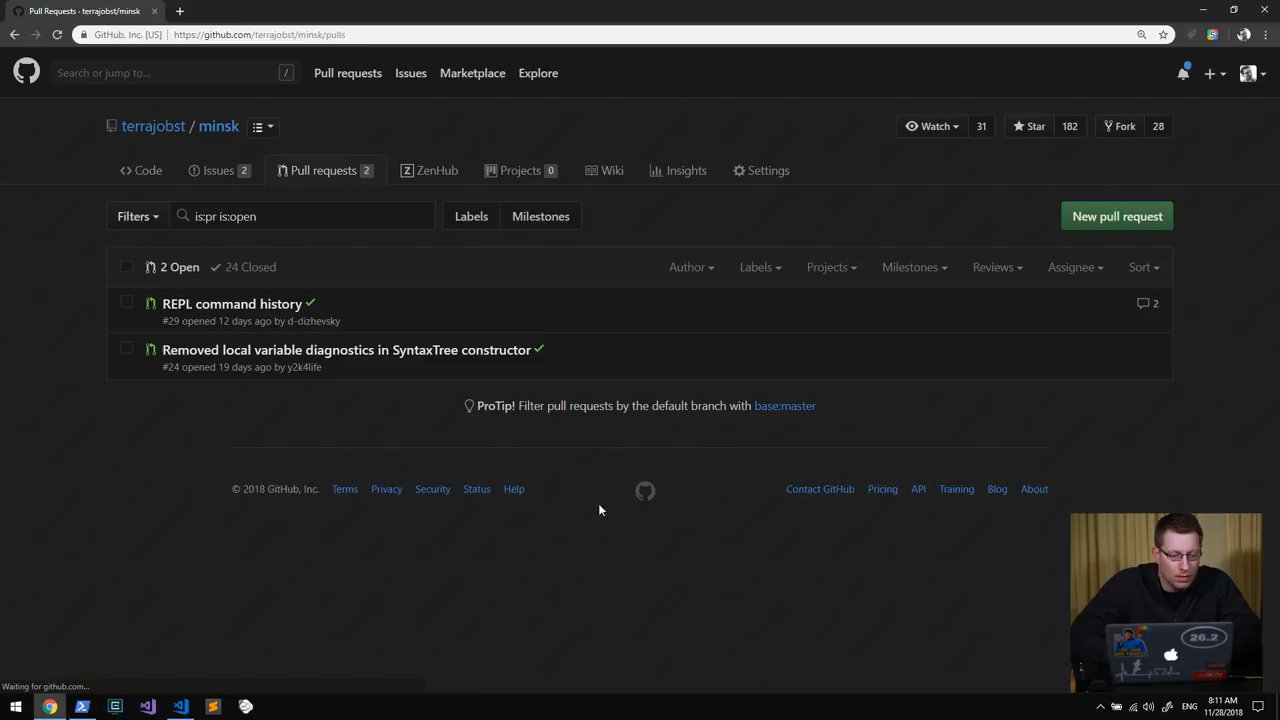 Pull Requests · terrajobst/minsk
GitHub, Inc. [US] https://github.com/terrajobst/minsk/pulls
Search or jump to... / Pull requests Issues Marketplace Explore
terrajobst / minsk Watch 31 Star 182 Fork 28
Code Issues 2 Pull requests 2 ZenHub Projects 0 Wiki Insights Settings
Filters is:pr is:open Labels Milestones New pull request
2 Open 24 Closed Author Labels Projects Milestones Reviews Assignee Sort
REPL command history 2
#29 opened 12 days ago by d-dizhevsky
Removed local variable diagnostics in SyntaxTree constructor
#24 opened 19 days ago by y2k4life
ProTip! Filter pull requests by the default branch with base:master
© 2018 GitHub, Inc. Terms Privacy Security Status Help Contact GitHub Pricing API Training Blog About
26.2
Waiting for github.com...
ENG 8:11 AM
11/28/2018